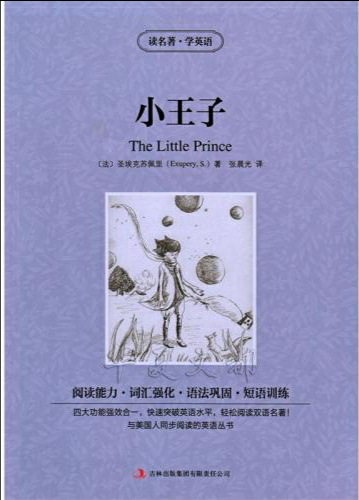 读名著·学英语
小王子
The Little Prince
〔法〕圣埃克苏佩里（Exupery, S.）著 张晨光 译
阅读能力·词汇强化·语法巩固·短语训练
四大功能强效合一，快速突破英语水平，轻松阅读双语名著！
与美国人同步阅读的英语丛书
吉林出版集团有限责任公司